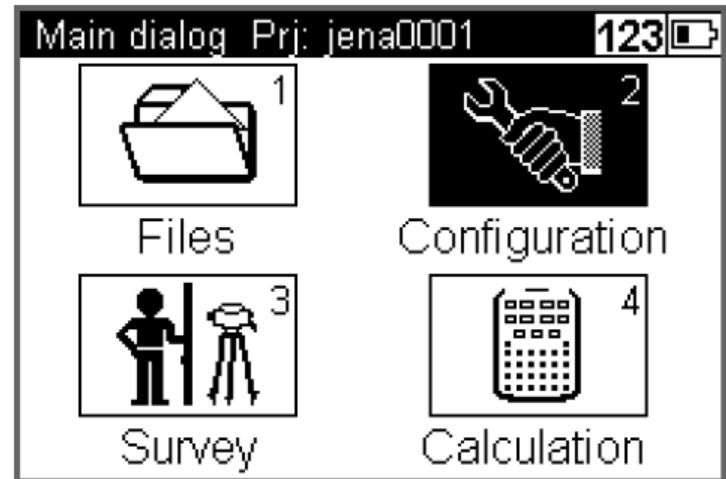 Main dialog Prj: jena0001 123
1 2
Files Configuration
3 4
Survey Calculation